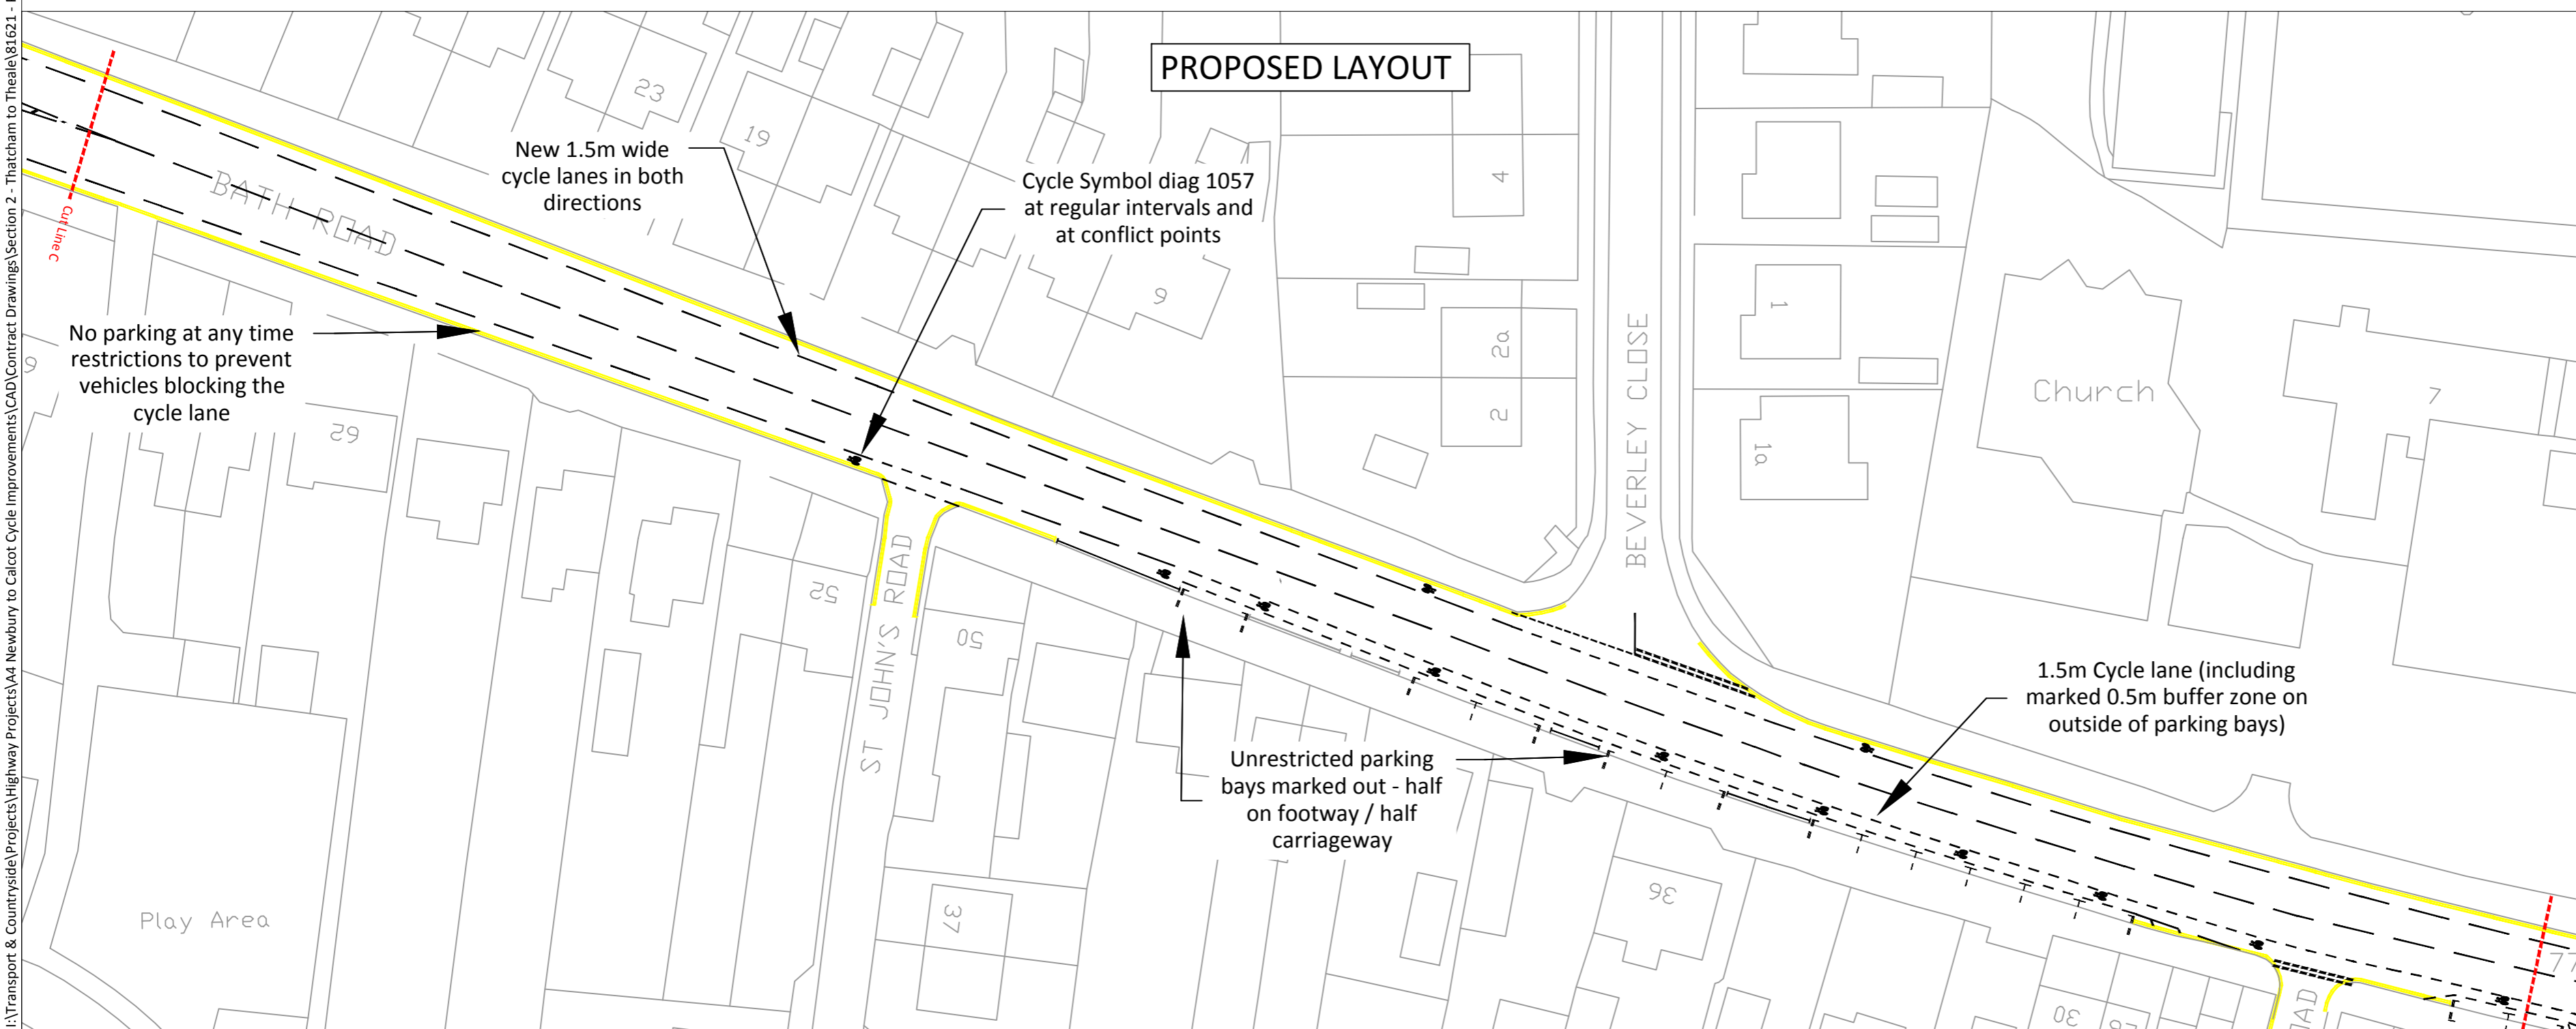 I:\Transport & Countryside\Projects\Highway Projects\A4 Newbury to Calcot Cycle Improvements\CAD\Contract Drawings\Section 2 - Thatcham to Theale\81621 -
PROPOSED LAYOUT
23
19
New 1.5m wide
cycle lanes in both
directions
Cycle Symbol diag 1057
at regular intervals and
at conflict points
BATH ROAD
Cut Line C
No parking at any time
restrictions to prevent
vehicles blocking the
cycle lane
9
4
2a
2
BEVERLEY CLOSE
1
1a
Church
7
62
52
ST JOHN'S ROAD
50
37
Play Area
Unrestricted parking
bays marked out - half
on footway / half
carriageway
1.5m Cycle lane (including
marked 0.5m buffer zone on
outside of parking bays)
36
30
77